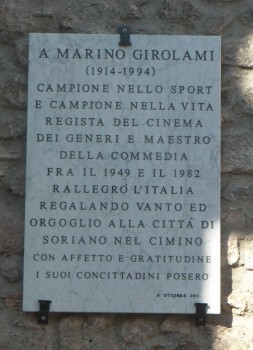 A MARINO GIROLAMI
(1914-1994)
CAMPIONE NELLO SPORT
E CAMPIONE NELLA VITA
REGISTA DEL CINEMA
DEI GENERI E MAESTRO
DELLA COMMEDIA
FRA IL 1949 E IL 1982
RALLEGRÒ L'ITALIA
REGALANDO VANTO ED
ORGOGLIO ALLA CITTÀ DI
SORIANO NEL CIMINO
CON AFFETTO E GRATITUDINE
I SUOI CONCITTADINI POSERO
OTTOBRE